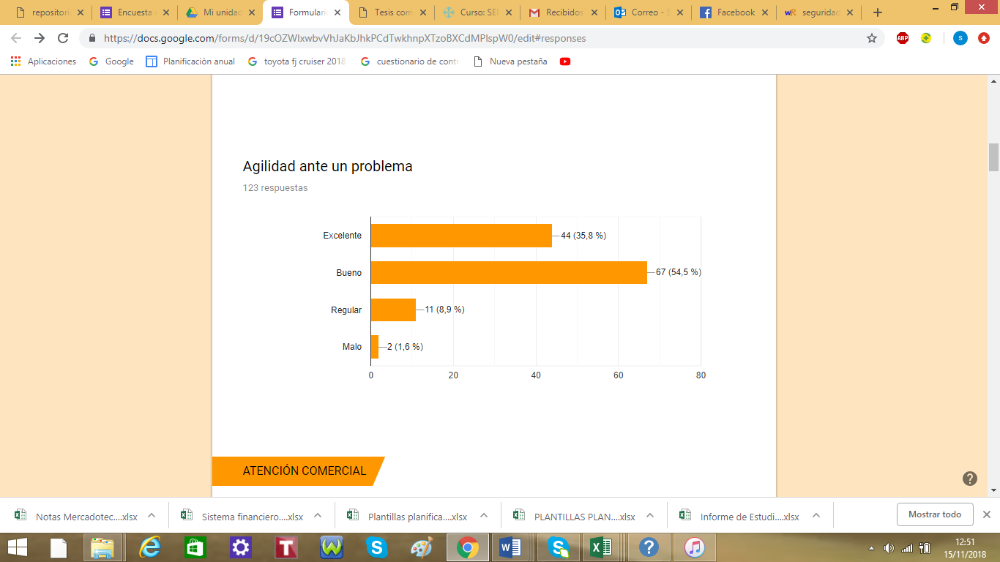 repositori
Encuesta
Mi unidad
Formulari
Tesis com
Curso: SEM
Recibidos
Correo - S
Facebook
wR seguridad
https://docs.google.com/forms/d/19cOZWIxwbvVhJaKbJhkPCdTwkhnpXTzoBXCdMPIspW0/edit#responses
ABP
S
Aplicaciones
Google
Planificaciòn anual
toyota fj cruiser 2018
cuestionario de contr
Nueva pestaña
Agilidad ante un problema
123 respuestas
Excelente 44 (35,8 %)
Bueno 67 (54,5 %)
Regular 11 (8,9 %)
Malo 2 (1,6 %)
0 20 40 60 80
ATENCIÓN COMERCIAL
Notas Mercadotec....xlsx
Sistema financiero....xlsx
Plantillas planifica....xlsx
PLANTILLAS PLAN....xlsx
Informe de Estudi....xlsx
Mostrar todo
12:51
15/11/2018